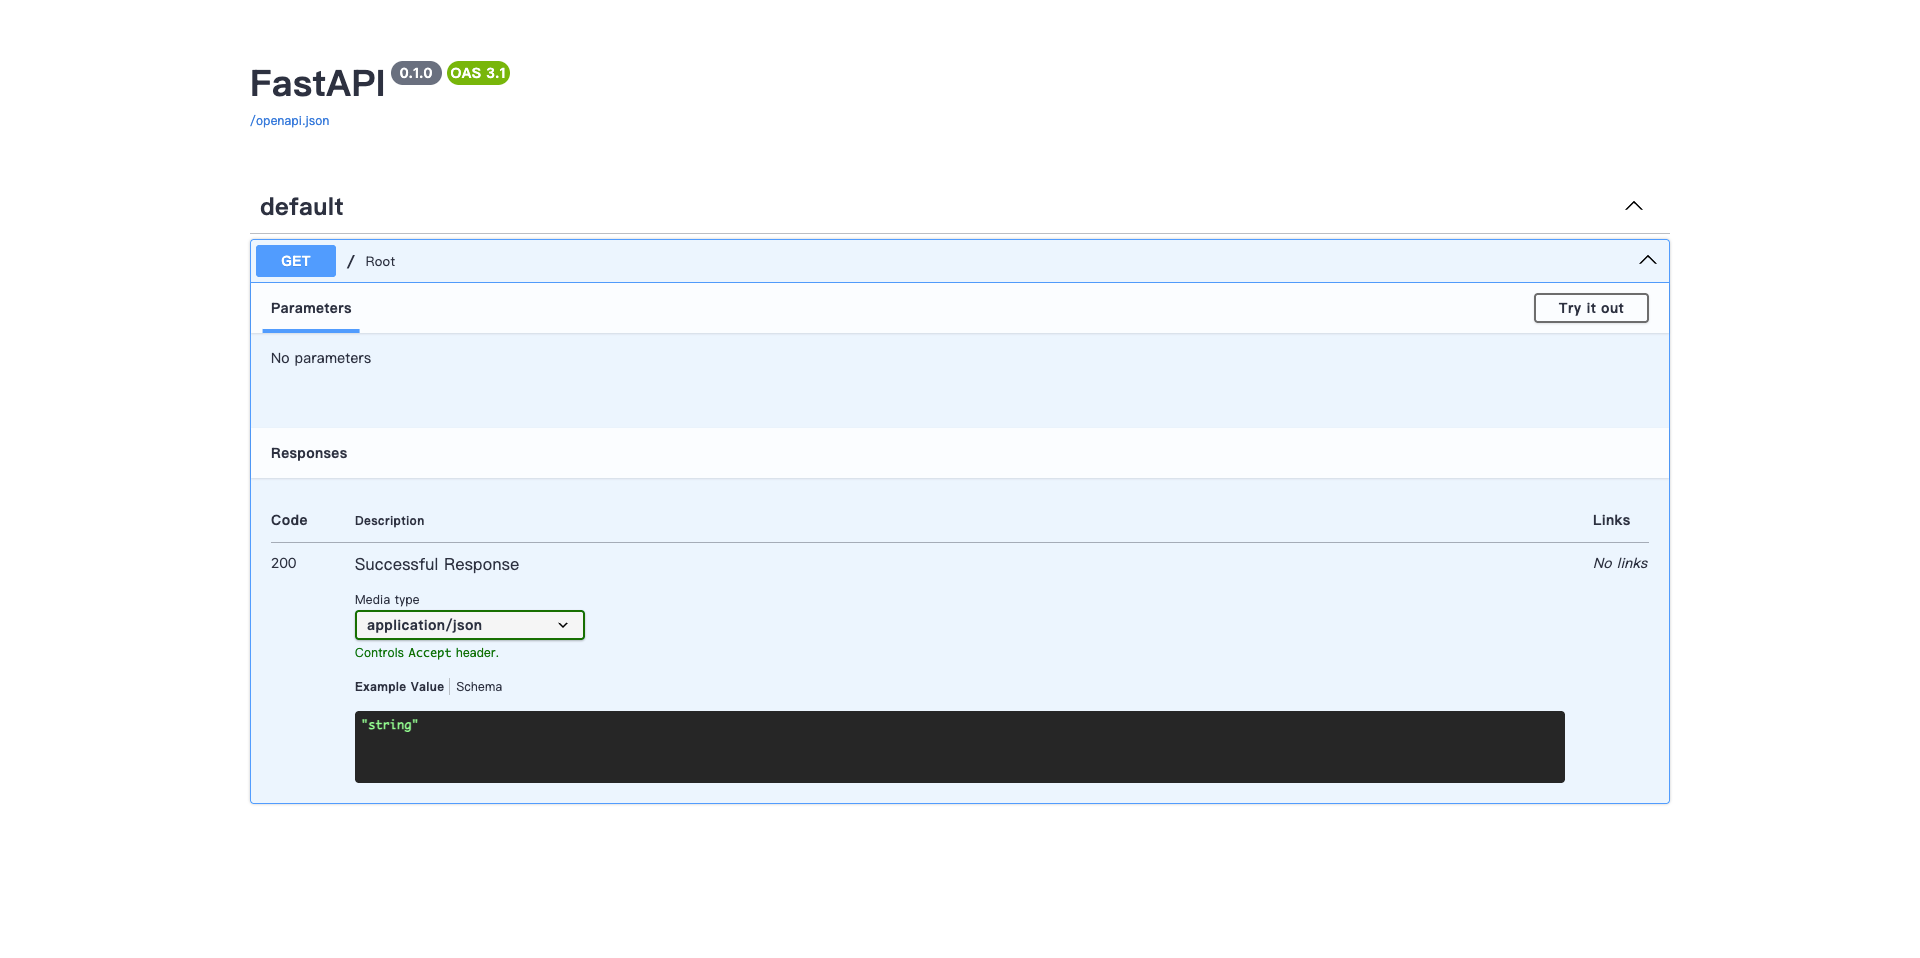 FastAPI 0.1.0 OAS 3.1
/openapi.json
default
GET / Root
Parameters Try it out
No parameters
Responses
Code Description Links
200 Successful Response No links
Media type
application/json
Controls Accept header.
Example Value Schema
"string"